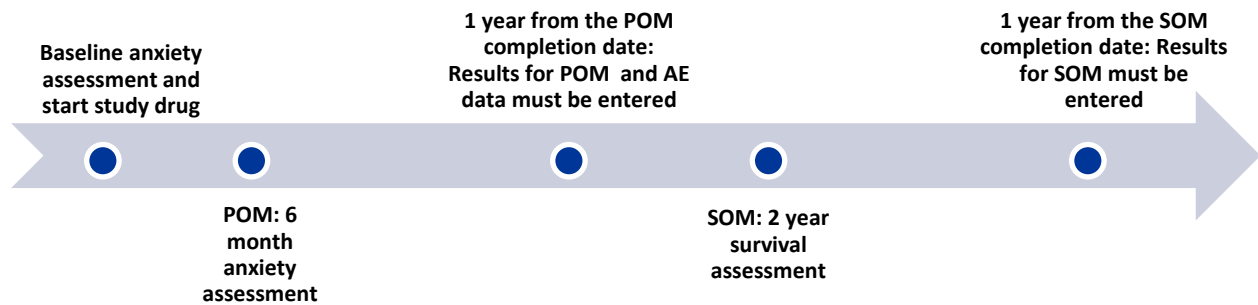 Baseline anxiety
assessment and
start study drug
POM: 6
month
anxiety
assessment
1 year from the POM
completion date:
Results for POM and AE
data must be entered
SOM: 2 year
survival
assessment
1 year from the SOM
completion date: Results
for SOM must be
entered